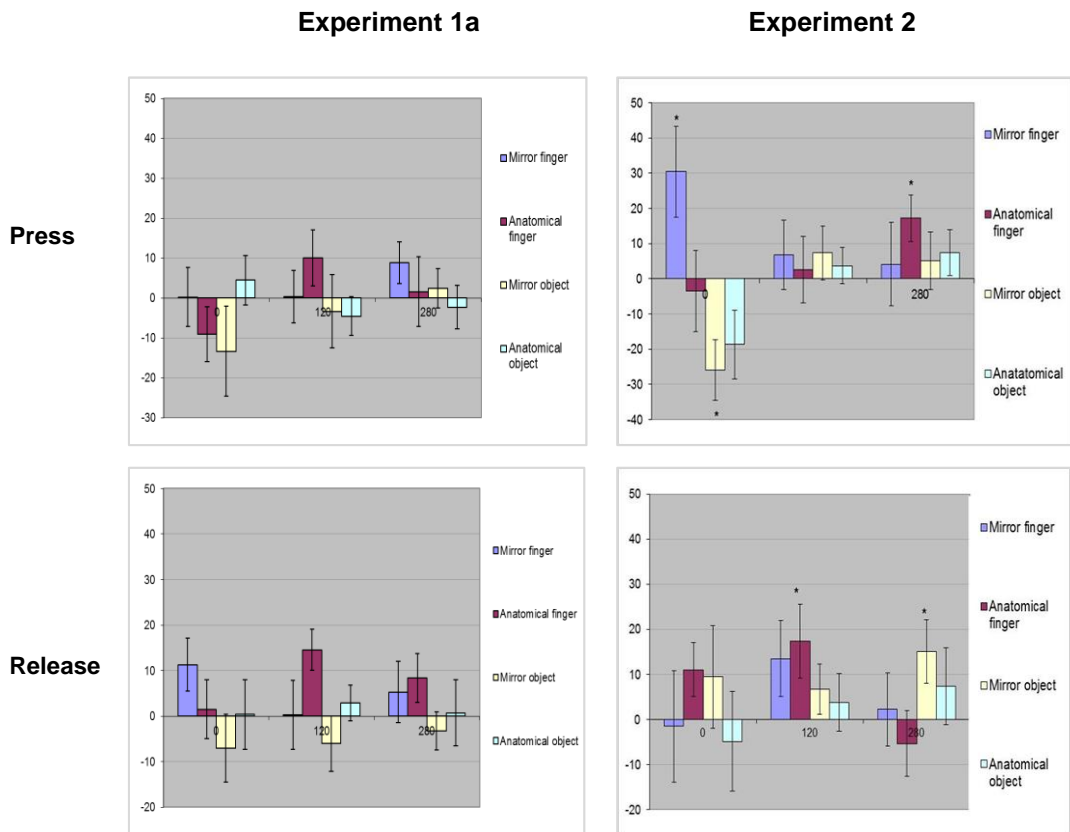 Experiment 1a
Experiment 2
Press
50
40
30
20
10
0
-10
-20
-30
0
120
280
Mirror finger
Anatomical
finger
Mirror object
Anatomical
object
50
40
30
20
10
0
-10
-20
-30
-40
*
*
*
0
280
Mirror finger
Anatomical
finger
Mirror object
Anatatomical
object
Release
50
40
30
20
10
0
-10
-20
0
120
280
Mirror finger
Anatomical finger
Mirror object
Anatomical object
50
40
30
20
10
0
-10
-20
*
*
0
120
280
Mirror finger
Anatomical
finger
Mirror object
Anatomical
object